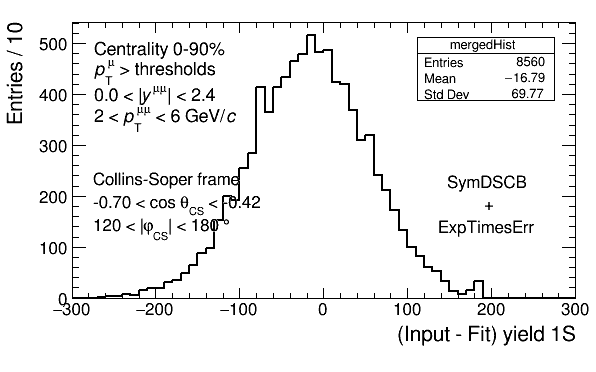 Entries / 10
500
400
300
200
100
0
Centrality 0-90%
p_T^μ > thresholds
0.0 < |y^μμ| < 2.4
2 < p_T^μμ < 6 GeV/c
Collins-Soper frame
-0.70 < cos θ_CS < -0.42
120 < |φ_CS| < 180 °
mergedHist
Entries 8560
Mean −16.79
Std Dev 69.77
SymDSCB
+
ExpTimesErr
−300 −200 −100 0 100 200 300
(Input - Fit) yield 1S